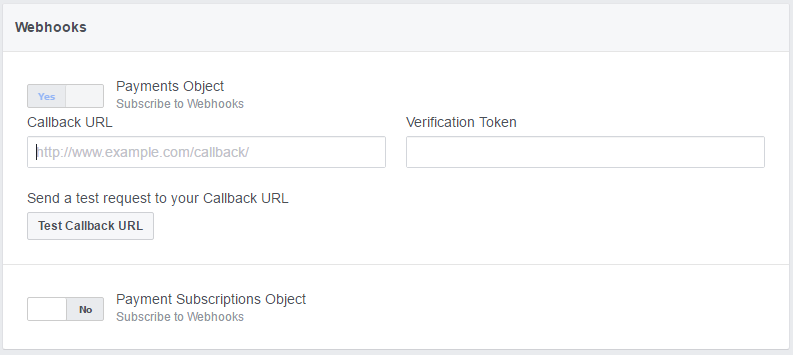 Webhooks
Yes
Payments Object
Subscribe to Webhooks
Callback URL
Verification Token
http://www.example.com/callback/
Send a test request to your Callback URL
Test Callback URL
No
Payment Subscriptions Object
Subscribe to Webhooks